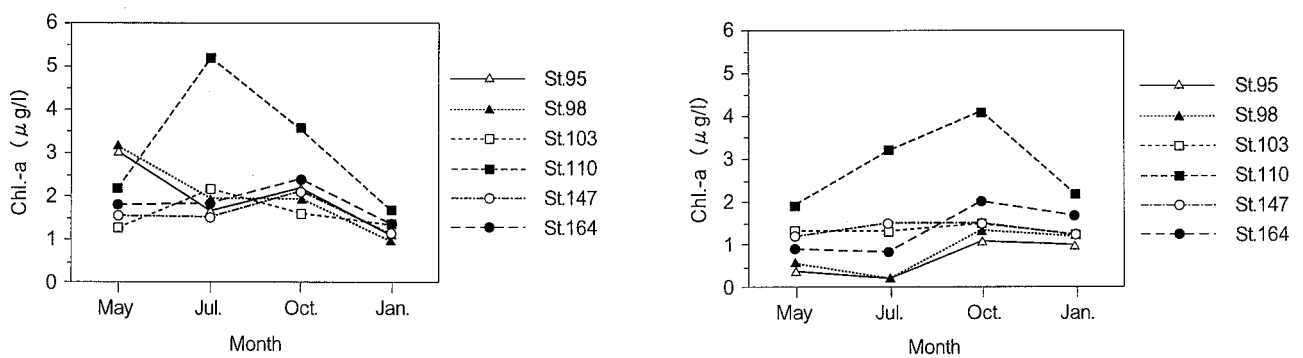 6
5
4
3
2
1
0
Chl.-a (μg/l)
May Jul. Oct. Jan.
Month
St.95
St.98
St.103
St.110
St.147
St.164
6
5
4
3
2
1
0
Chl.-a (μg/l)
May Jul. Oct. Jan.
Month
St.95
St.98
St.103
St.110
St.147
St.164